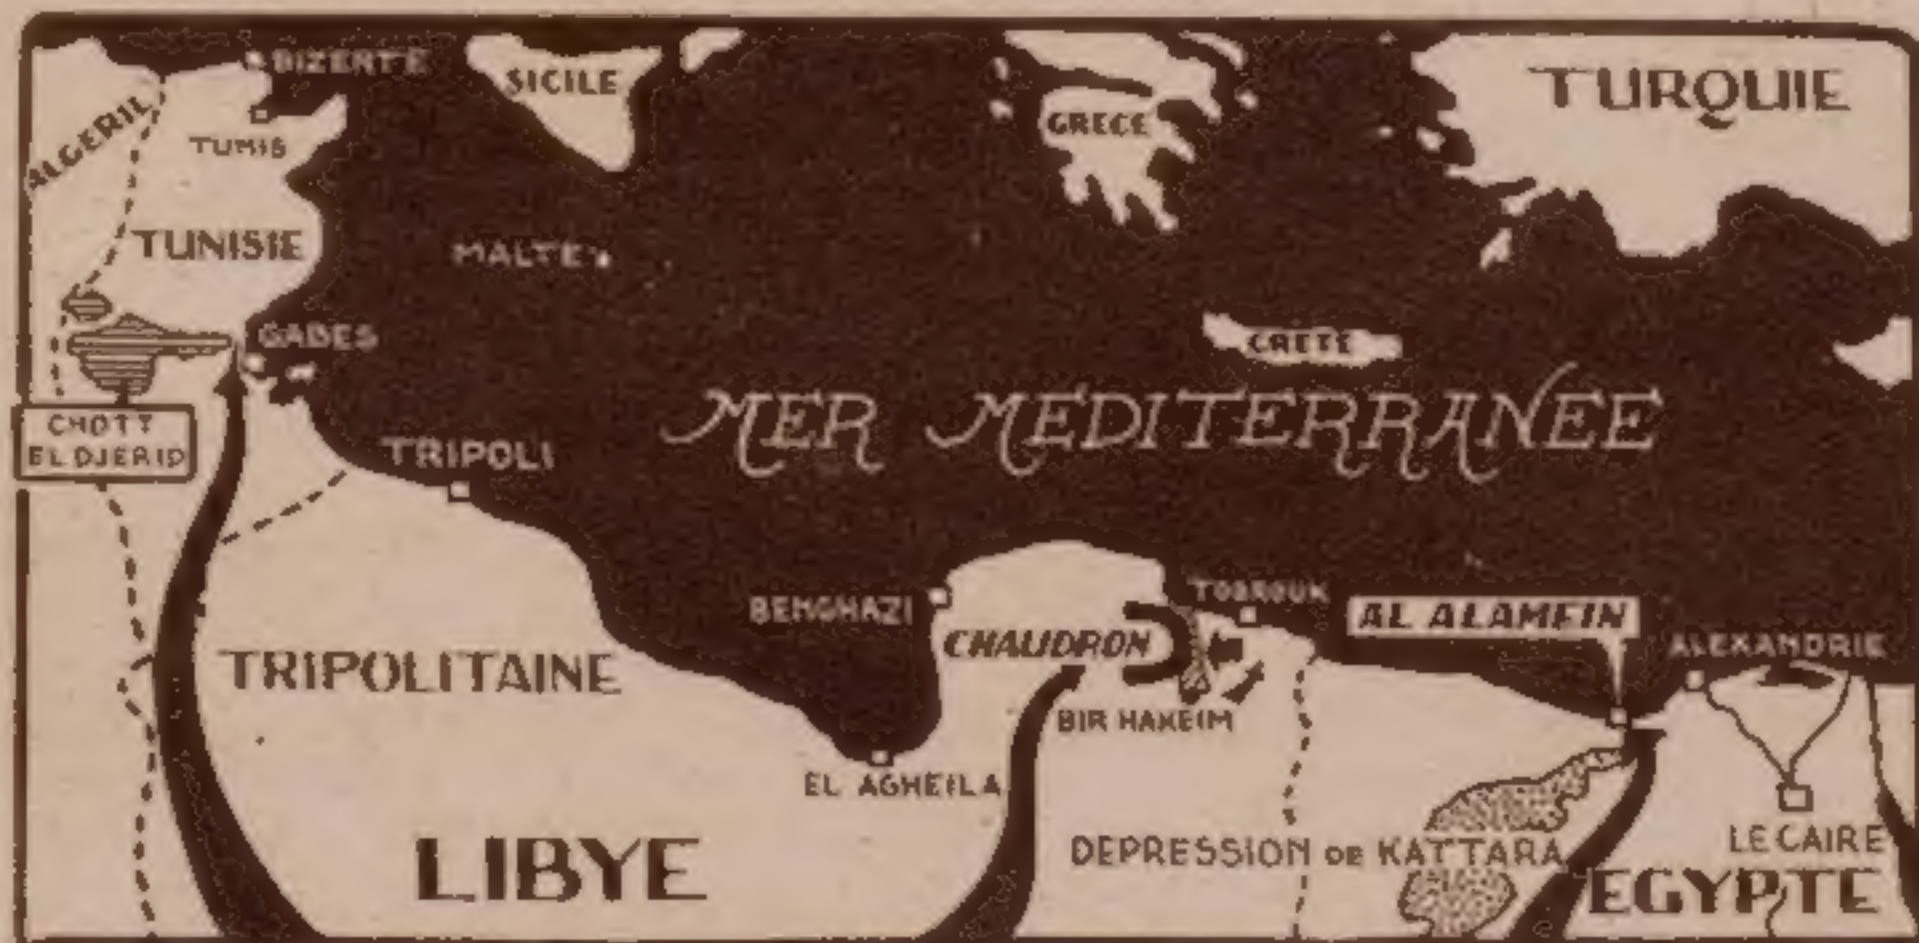 BIZERTE
SICILE
TURQUIE
ALGERIE
TUNIS
GRECE
TUNISIE
MALTE
GABES
CRETE
CHOTT
EL DJERID
TRIPOLI
MER MEDITERRANEE
BENGHAZI
TOBROUK
AL ALAMEIN
CHAUDRON
ALEXANDRIE
TRIPOLITAINE
BIR HAKEIM
EL AGHEILA
LE CAIRE
DEPRESSION DE KATTARA
LIBYE
EGYPTE